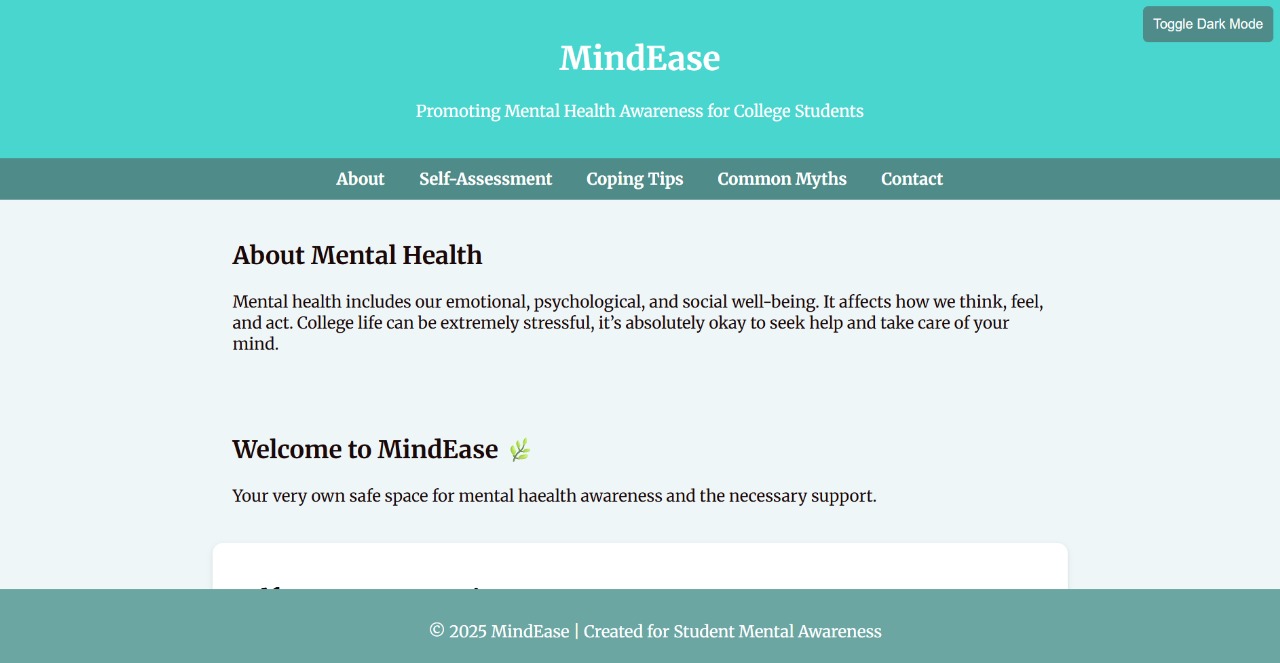 Toggle Dark Mode
MindEase
Promoting Mental Health Awareness for College Students
About Self-Assessment Coping Tips Common Myths Contact
About Mental Health
Mental health includes our emotional, psychological, and social well-being. It affects how we think, feel,
and act. College life can be extremely stressful, it’s absolutely okay to seek help and take care of your
mind.
Welcome to MindEase 🌿
Your very own safe space for mental haealth awareness and the necessary support.
© 2025 MindEase | Created for Student Mental Awareness